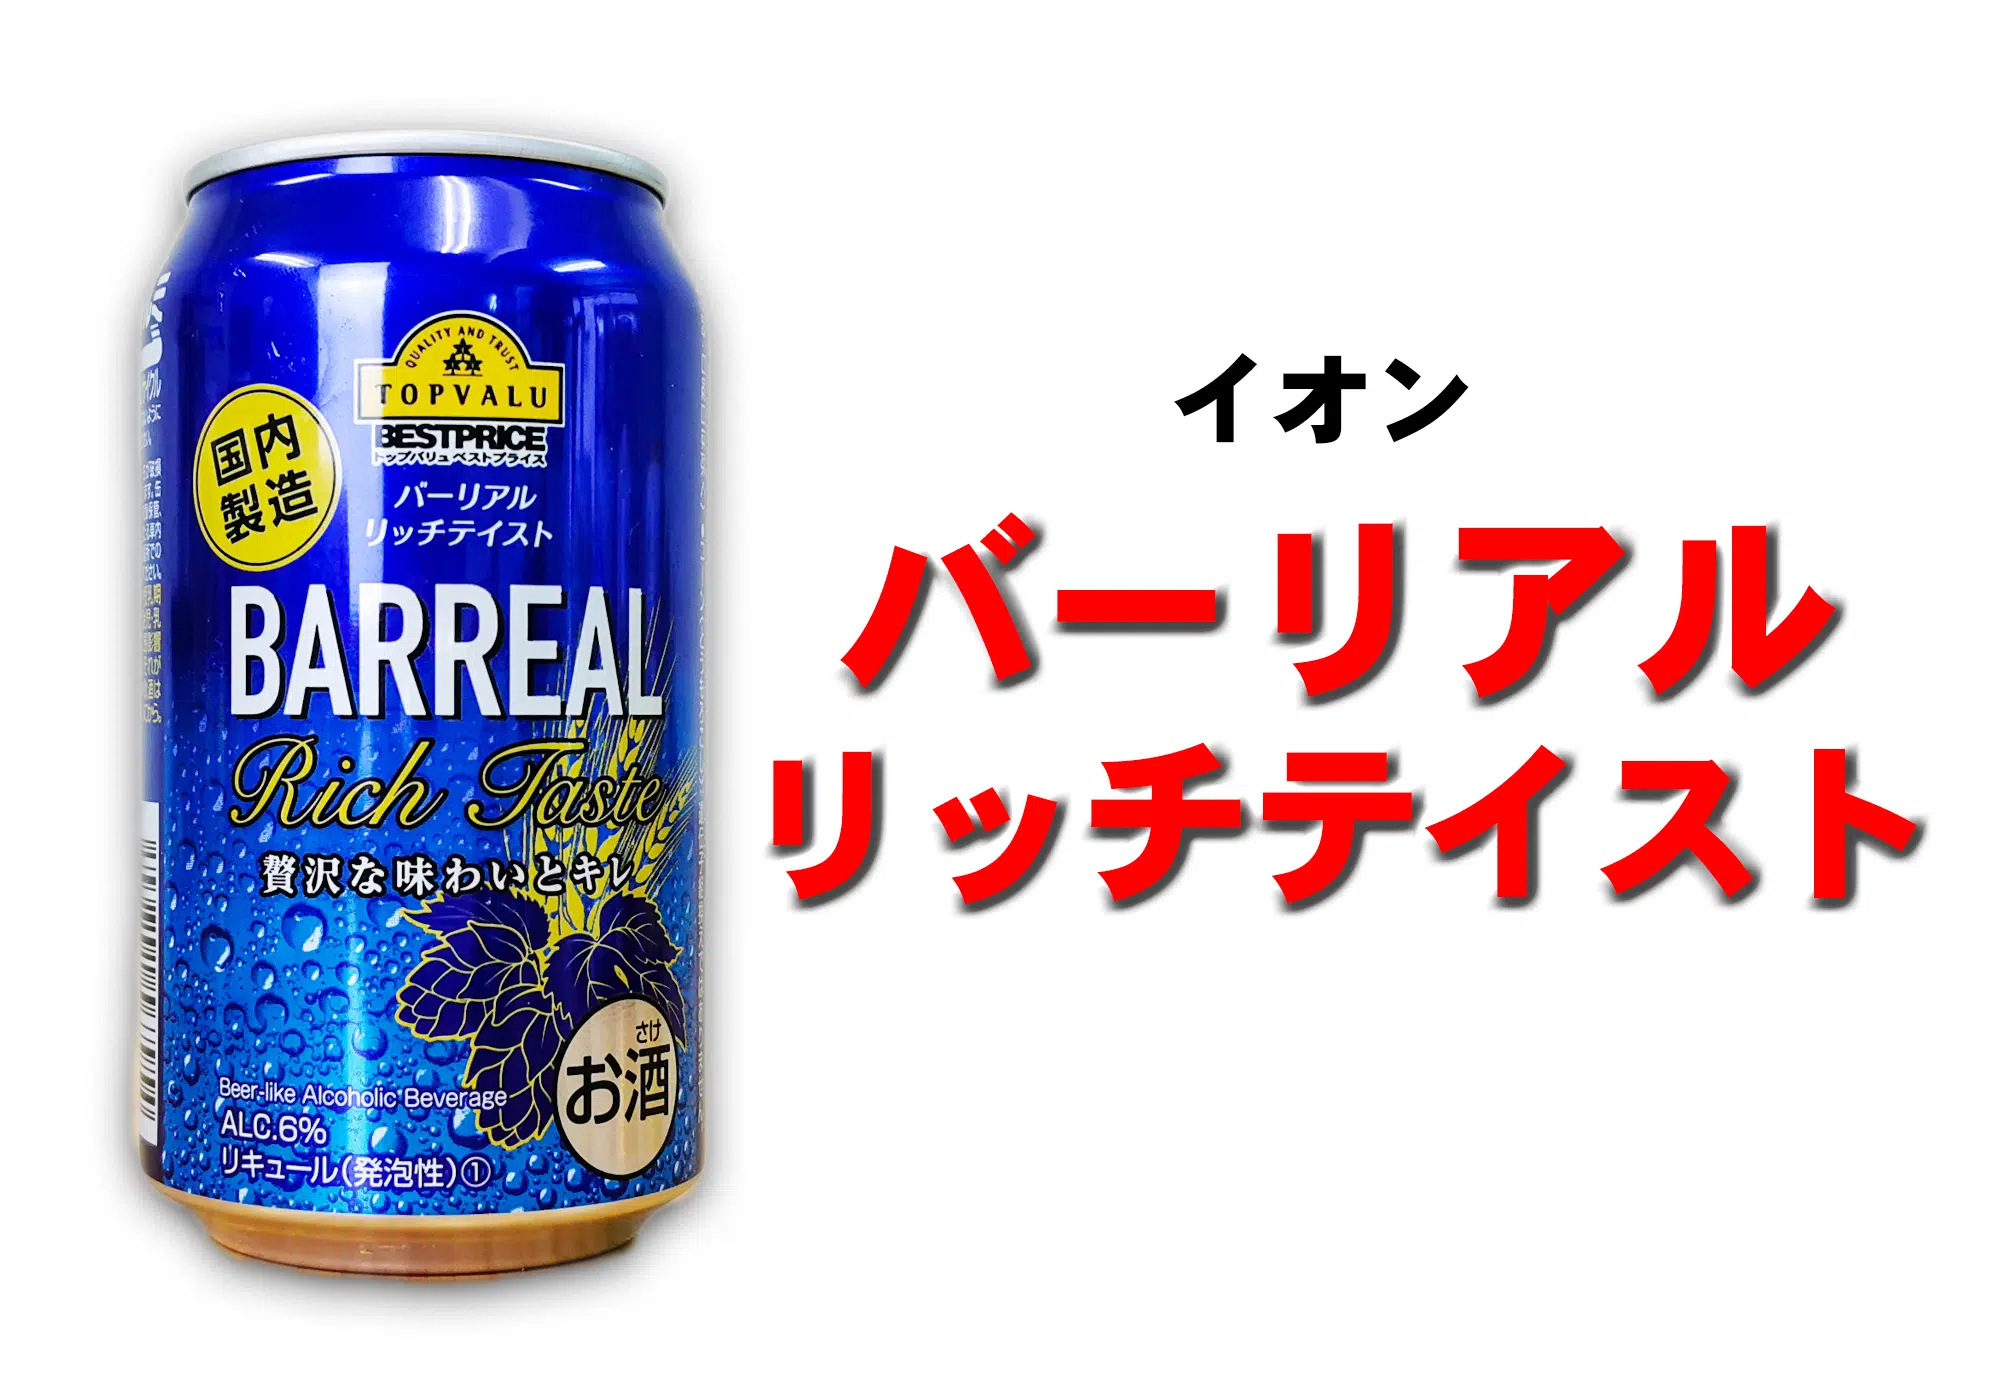 QUALITY AND TRUST
TOPVALU
BESTPRICE
トップバリュ ベストプライス
国内
製造
バーリアル
リッチテイスト
BARREAL
Rich Taste
贅沢な味わいとキレ
さけ
お酒
Beer-like Alcoholic Beverage
ALC.6%
リキュール(発泡性)①
イオン
バーリアル
リッチテイスト